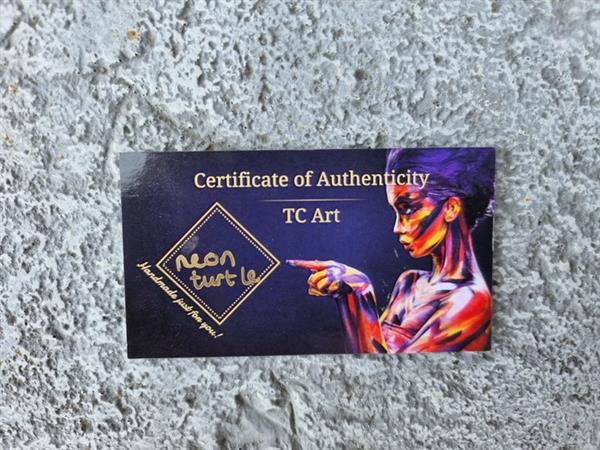 Certificate of Authenticity
TC Art
neon
turtle
Handmade just for you!